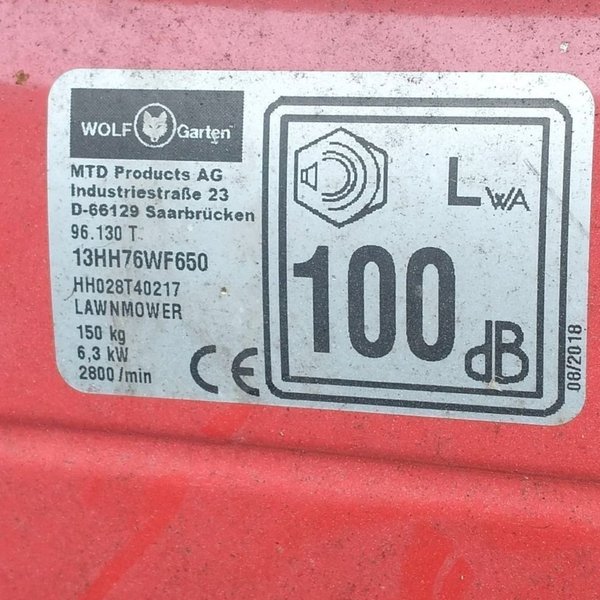 WOLF Garten
MTD Products AG
Industriestraße 23
D-66129 Saarbrücken
96.130 T
13HH76WF650
HH028T40217
LAWNMOWER
150 kg
6,3 kW
2800 /min
CE
LWA
100
dB
08/2018